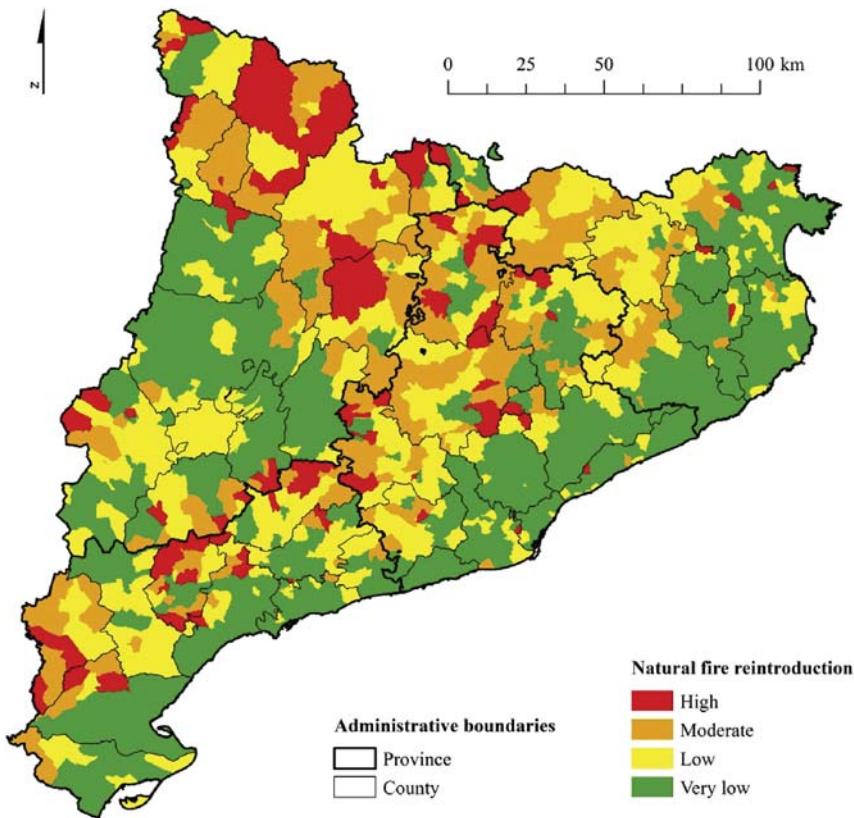 N
0 25 50 100 km
Natural fire reintroduction
High
Moderate
Low
Very low
Administrative boundaries
Province
County